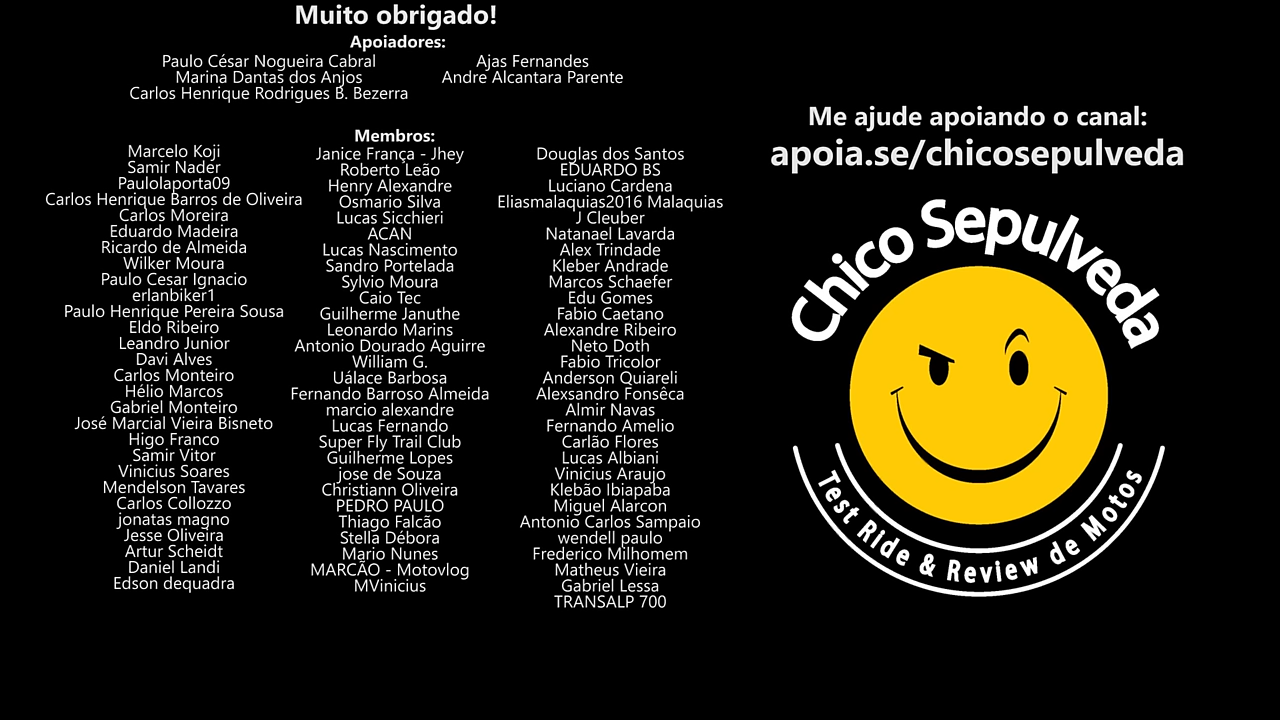 Muito obrigado!
Apoiadores:
Paulo César Nogueira Cabral
Marina Dantas dos Anjos
Carlos Henrique Rodrigues B. Bezerra
Ajas Fernandes
Andre Alcantara Parente
Membros:
Marcelo Koji
Samir Nader
Paulolaporta09
Carlos Henrique Barros de Oliveira
Carlos Moreira
Eduardo Madeira
Ricardo de Almeida
Wilker Moura
Paulo Cesar Ignacio
erlanbiker1
Paulo Henrique Pereira Sousa
Eldo Ribeiro
Leandro Junior
Davi Alves
Carlos Monteiro
Hélio Marcos
Gabriel Monteiro
José Marcial Vieira Bisneto
Higo Franco
Samir Vitor
Vinicius Soares
Mendelson Tavares
Carlos Collozzo
jonatas magno
Jesse Oliveira
Artur Scheidt
Daniel Landi
Edson dequadra
Janice França - Jhey
Roberto Leão
Henry Alexandre
Osmario Silva
Lucas Sicchieri
ACAN
Lucas Nascimento
Sandro Portelada
Sylvio Moura
Caio Tec
Guilherme Januthe
Leonardo Marins
Antonio Dourado Aguirre
William G.
Uálace Barbosa
Fernando Barroso Almeida
marcio alexandre
Lucas Fernando
Super Fly Trail Club
Guilherme Lopes
jose de Souza
Christiann Oliveira
PEDRO PAULO
Thiago Falcão
Stella Débora
Mario Nunes
MARCÃO - Motovlog
MVinicius
Douglas dos Santos
EDUARDO BS
Luciano Cardena
Eliasmalaquias2016 Malaquias
J Cleuber
Natanael Lavarda
Alex Trindade
Kleber Andrade
Marcos Schaefer
Edu Gomes
Fabio Caetano
Alexandre Ribeiro
Neto Doth
Fabio Tricolor
Anderson Quiareli
Alexsandro Fonsêca
Almir Navas
Fernando Amelio
Carlão Flores
Lucas Albiani
Vinicius Araujo
Klebão Ibiapaba
Miguel Alarcon
Antonio Carlos Sampaio
wendell paulo
Frederico Milhomem
Matheus Vieira
Gabriel Lessa
TRANSALP 700
Me ajude apoiando o canal:
apoia.se/chicosepulveda
Chico Sepulveda
Test Ride & Review de Motos